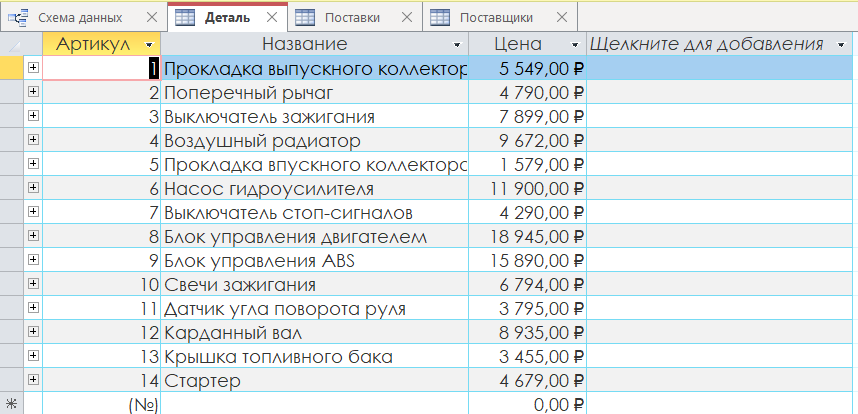 Схема данных Деталь Поставки Поставщики
Артикул Название Цена Щелкните для добавления
1 Прокладка выпускного коллектор 5 549,00 ₽
2 Поперечный рычаг 4 790,00 ₽
3 Выключатель зажигания 7 899,00 ₽
4 Воздушный радиатор 9 672,00 ₽
5 Прокладка впускного коллектора 1 579,00 ₽
6 Насос гидроусилителя 11 900,00 ₽
7 Выключатель стоп-сигналов 4 290,00 ₽
8 Блок управления двигателем 18 945,00 ₽
9 Блок управления ABS 15 890,00 ₽
10 Свечи зажигания 6 794,00 ₽
11 Датчик угла поворота руля 3 795,00 ₽
12 Карданный вал 8 935,00 ₽
13 Крышка топливного бака 3 455,00 ₽
14 Стартер 4 679,00 ₽
(№) 0,00 ₽